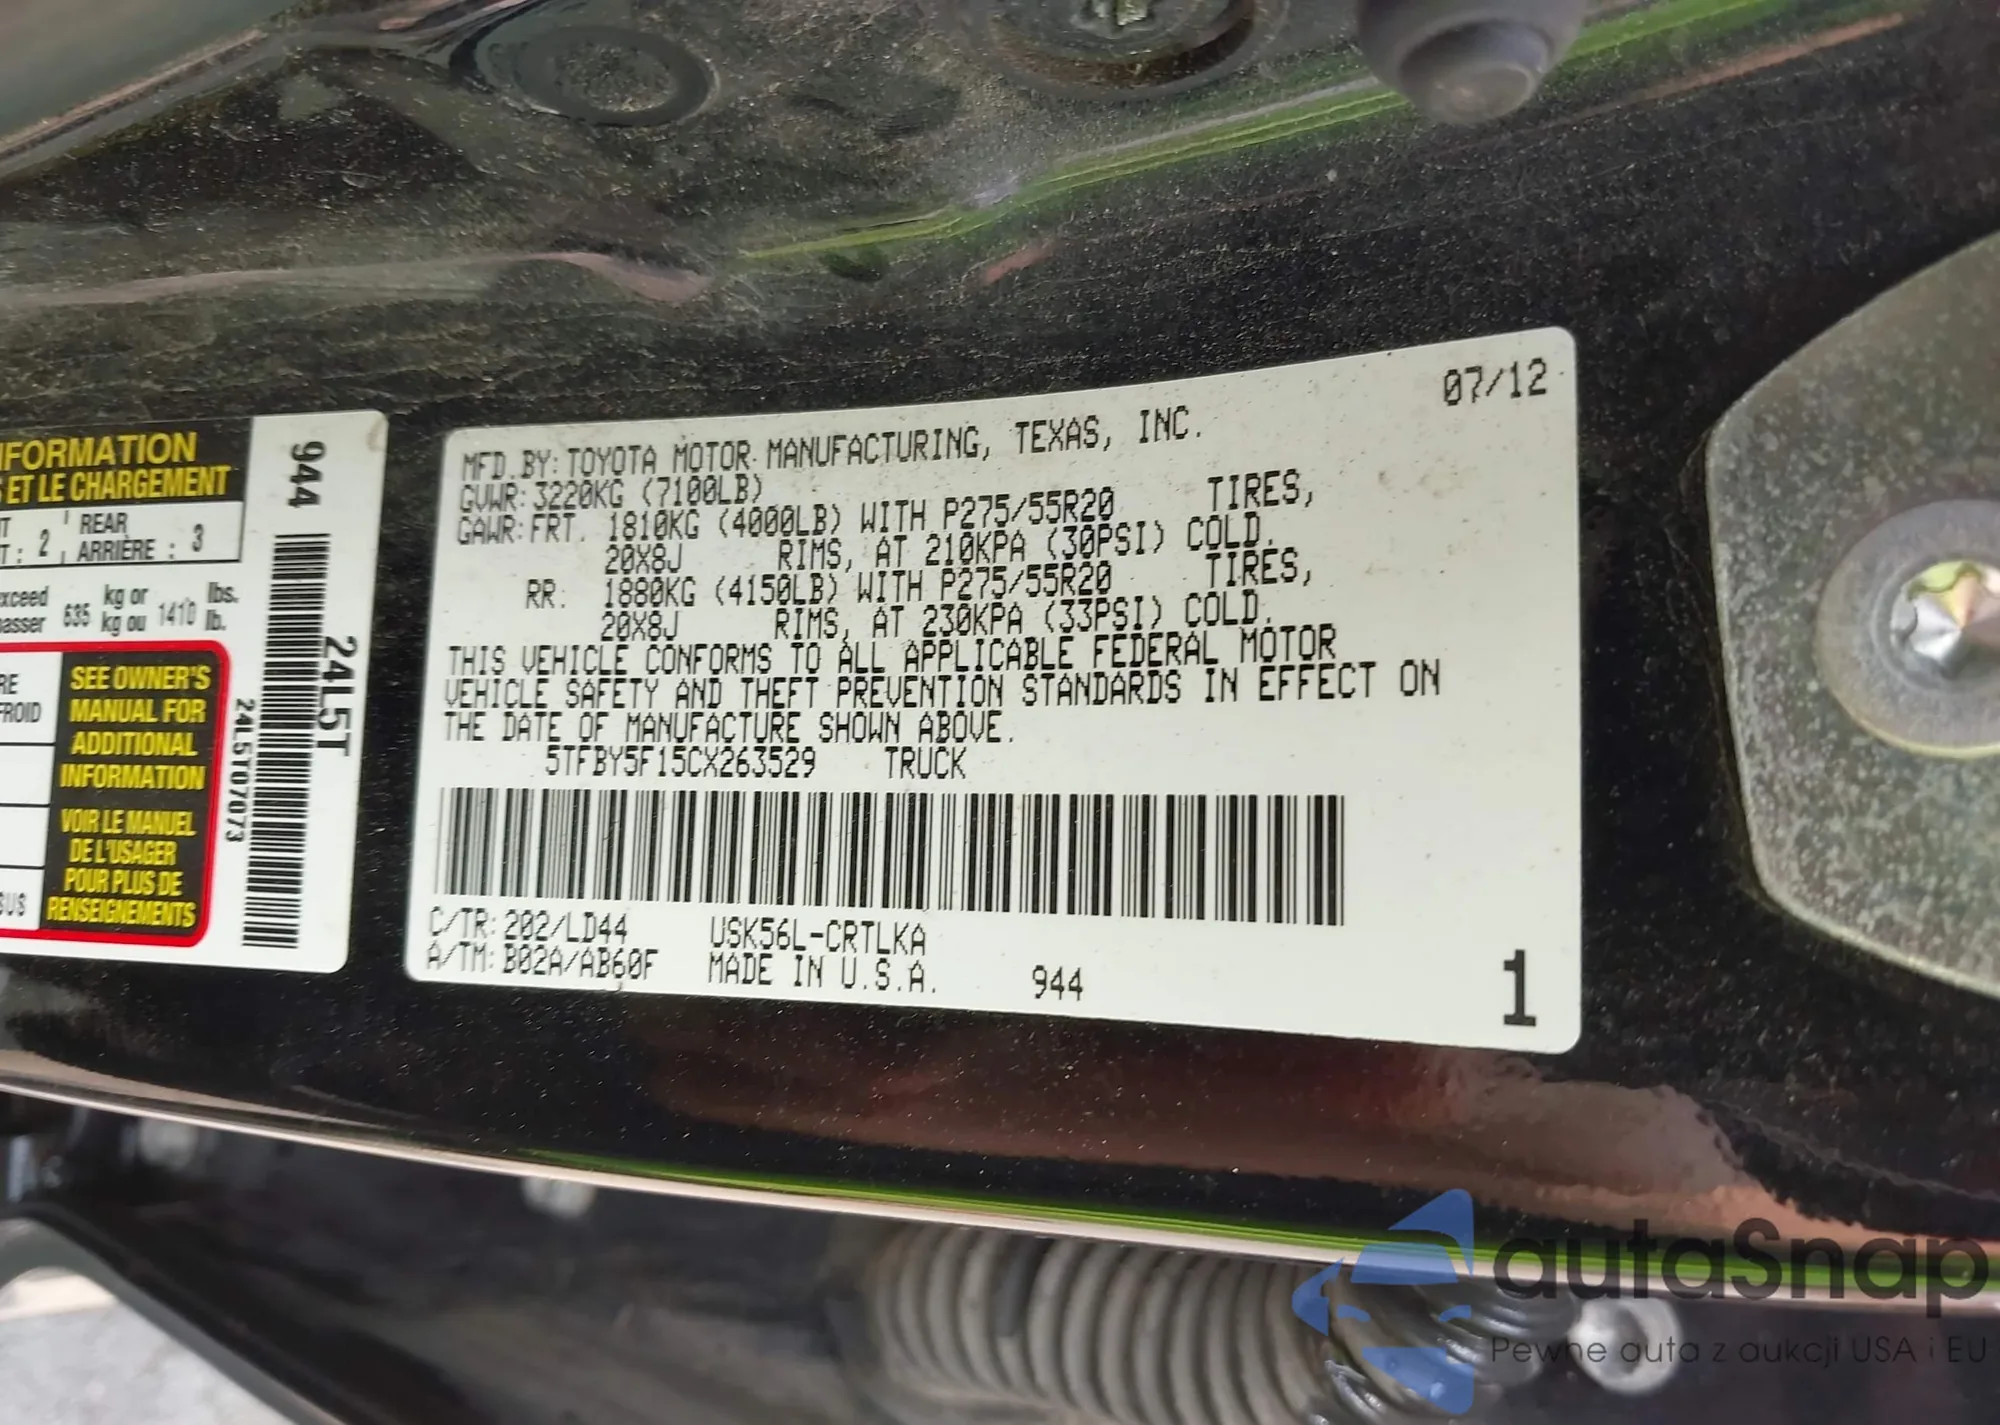 NFORMATION
ET LE CHARGEMENT
2 REAR
ARRIÈRE : 3
kg or lbs.
635 kg ou 1410 lb.
SEE OWNER'S
MANUAL FOR
ADDITIONAL
INFORMATION
VOIR LE MANUEL
DE L'USAGER
POUR PLUS DE
RENSEIGNEMENTS
FROID
944
24L5T
24L5T07073
07/12
MFD. BY: TOYOTA MOTOR MANUFACTURING, TEXAS, INC.
GVWR: 3220KG (7100LB)
GAWR: FRT. 1810KG (4000LB) WITH P275/55R20 TIRES,
20X8J RIMS, AT 210KPA (30PSI) COLD.
RR. 1880KG (4150LB) WITH P275/55R20 TIRES,
20X8J RIMS, AT 230KPA (33PSI) COLD.
THIS VEHICLE CONFORMS TO ALL APPLICABLE FEDERAL MOTOR
VEHICLE SAFETY AND THEFT PREVENTION STANDARDS IN EFFECT ON
THE DATE OF MANUFACTURE SHOWN ABOVE.
5TFBY5F15CX263529 TRUCK
C/TR: 202/LD44 USK56L-CRTLKA
A/TM: B02A/AB60F MADE IN U.S.A. 944
1
autaSnap
Pewne auta z aukcji USA i EU